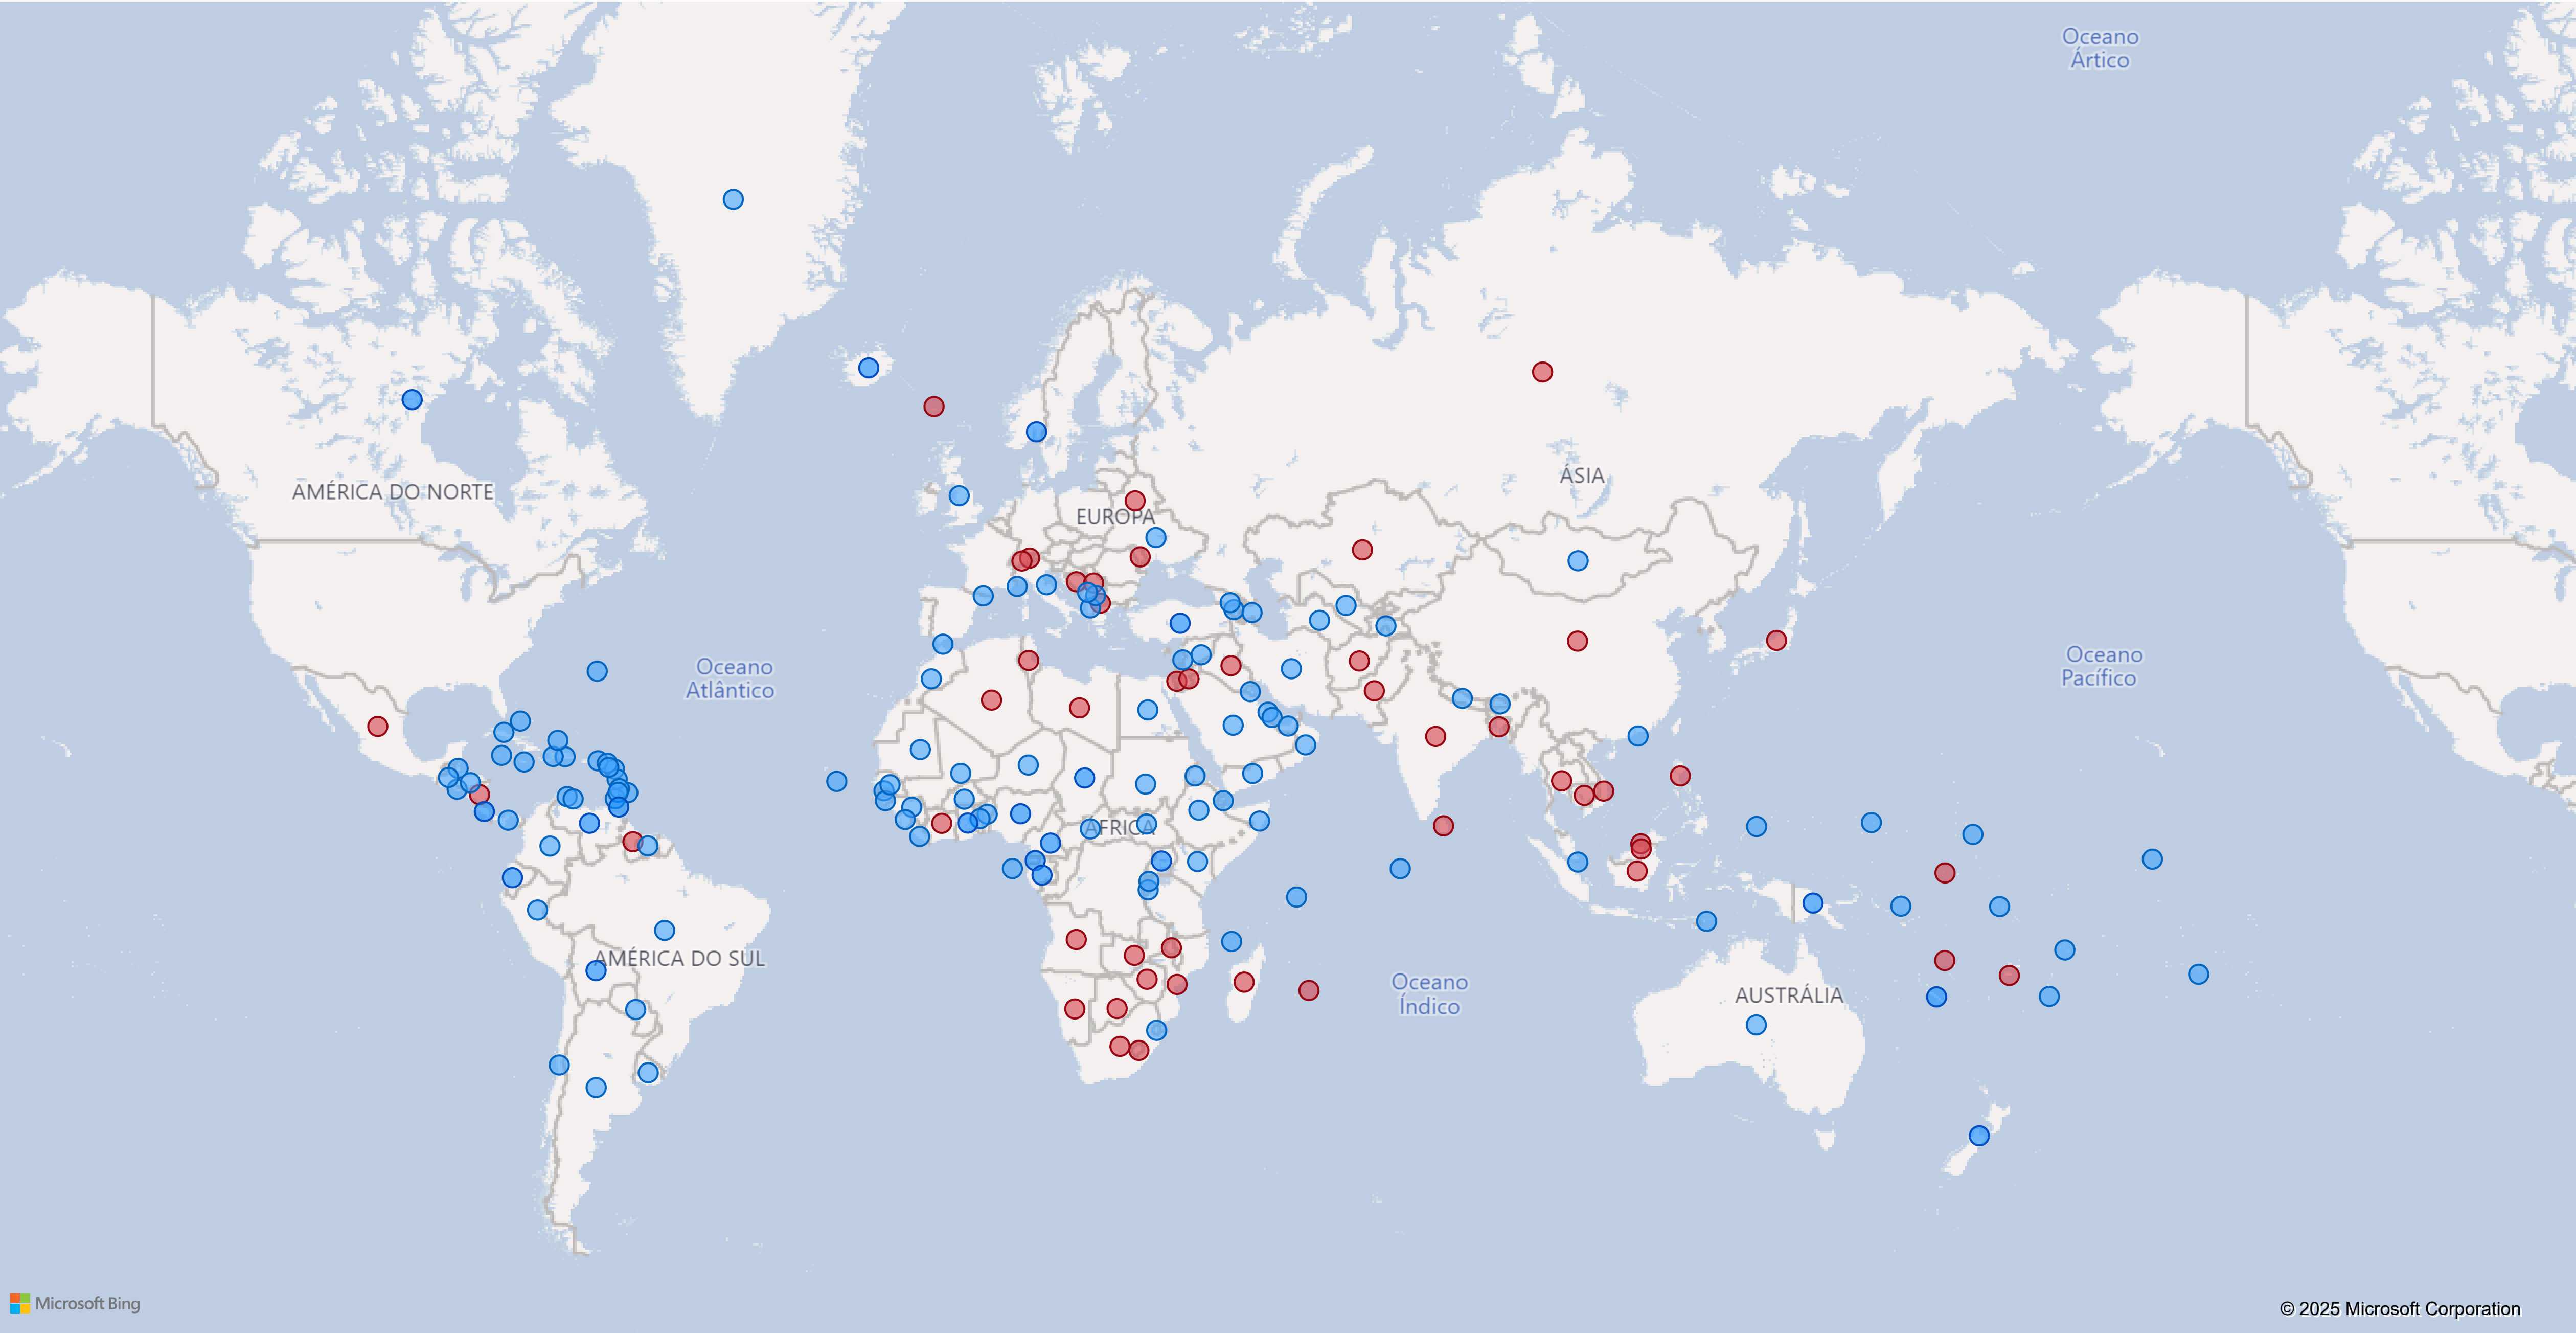 Oceano
Ártico
AMÉRICA DO NORTE
ÁSIA
EUROPA
Oceano
Atlântico
Oceano
Pacífico
ÁFRICA
AMÉRICA DO SUL
Oceano
Índico
AUSTRÁLIA
Microsoft Bing
© 2025 Microsoft Corporation